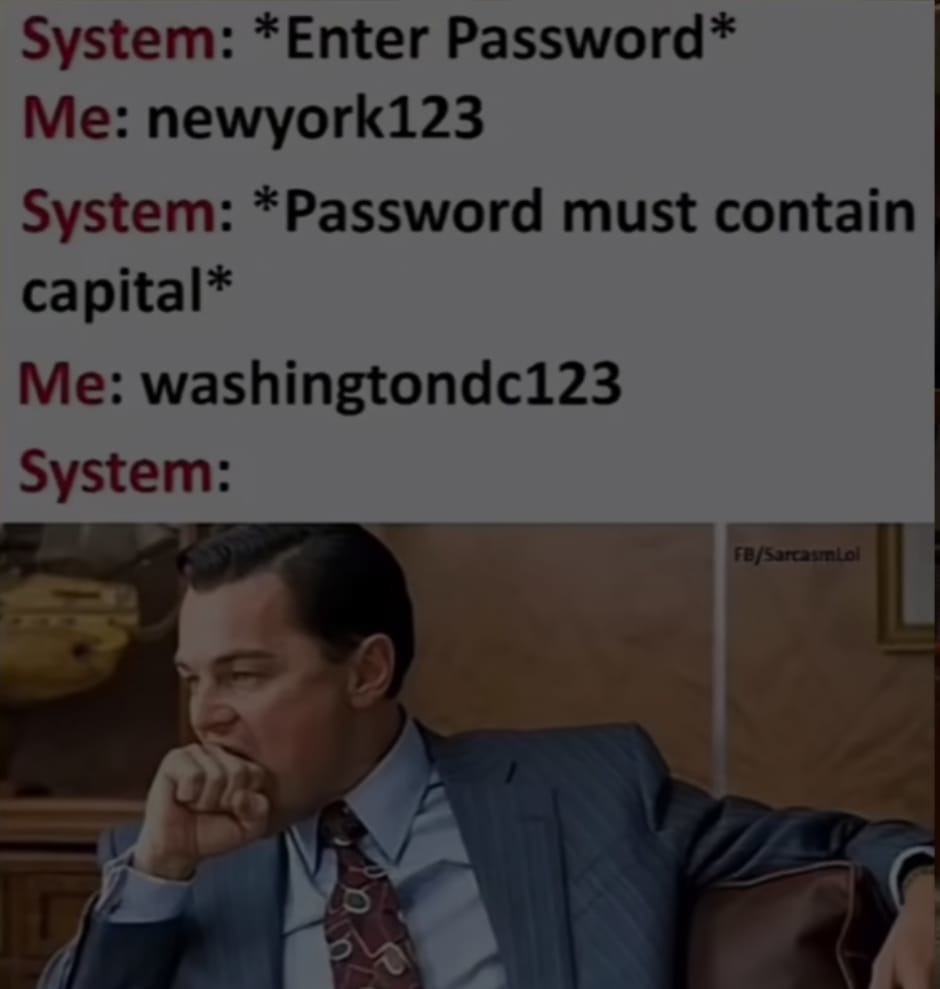 System: *Enter Password*
Me: newyork123
System: *Password must contain
capital*
Me: washingtondc123
System:
FB/SarcasmLol